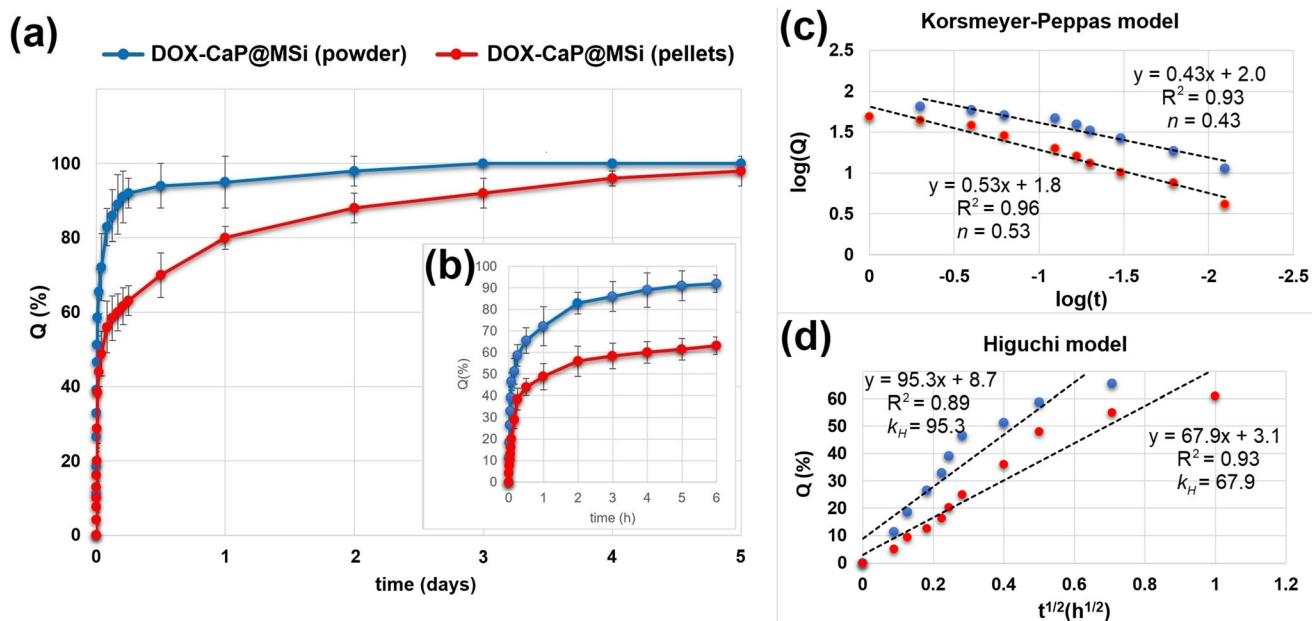 (a)
DOX-CaP@MSi (powder)
DOX-CaP@MSi (pellets)
Q (%)
120
100
80
60
40
20
0
0 1 2 3 4 5
time (days)
(b)
Q(%)
100
90
80
70
60
50
40
30
20
10
0
0 1 2 3 4 5 6
time (h)
(c)
Korsmeyer-Peppas model
log(Q)
2.5
2
1.5
1
0.5
0
y = 0.43x + 2.0
R² = 0.93
n = 0.43
y = 0.53x + 1.8
R² = 0.96
n = 0.53
0 -0.5 -1 -1.5 -2 -2.5
log(t)
(d)
Higuchi model
Q (%)
60
50
40
30
20
10
0
y = 95.3x + 8.7
R² = 0.89
k_H = 95.3
y = 67.9x + 3.1
R² = 0.93
k_H = 67.9
0 0.2 0.4 0.6 0.8 1 1.2
t^1/2(h^1/2)